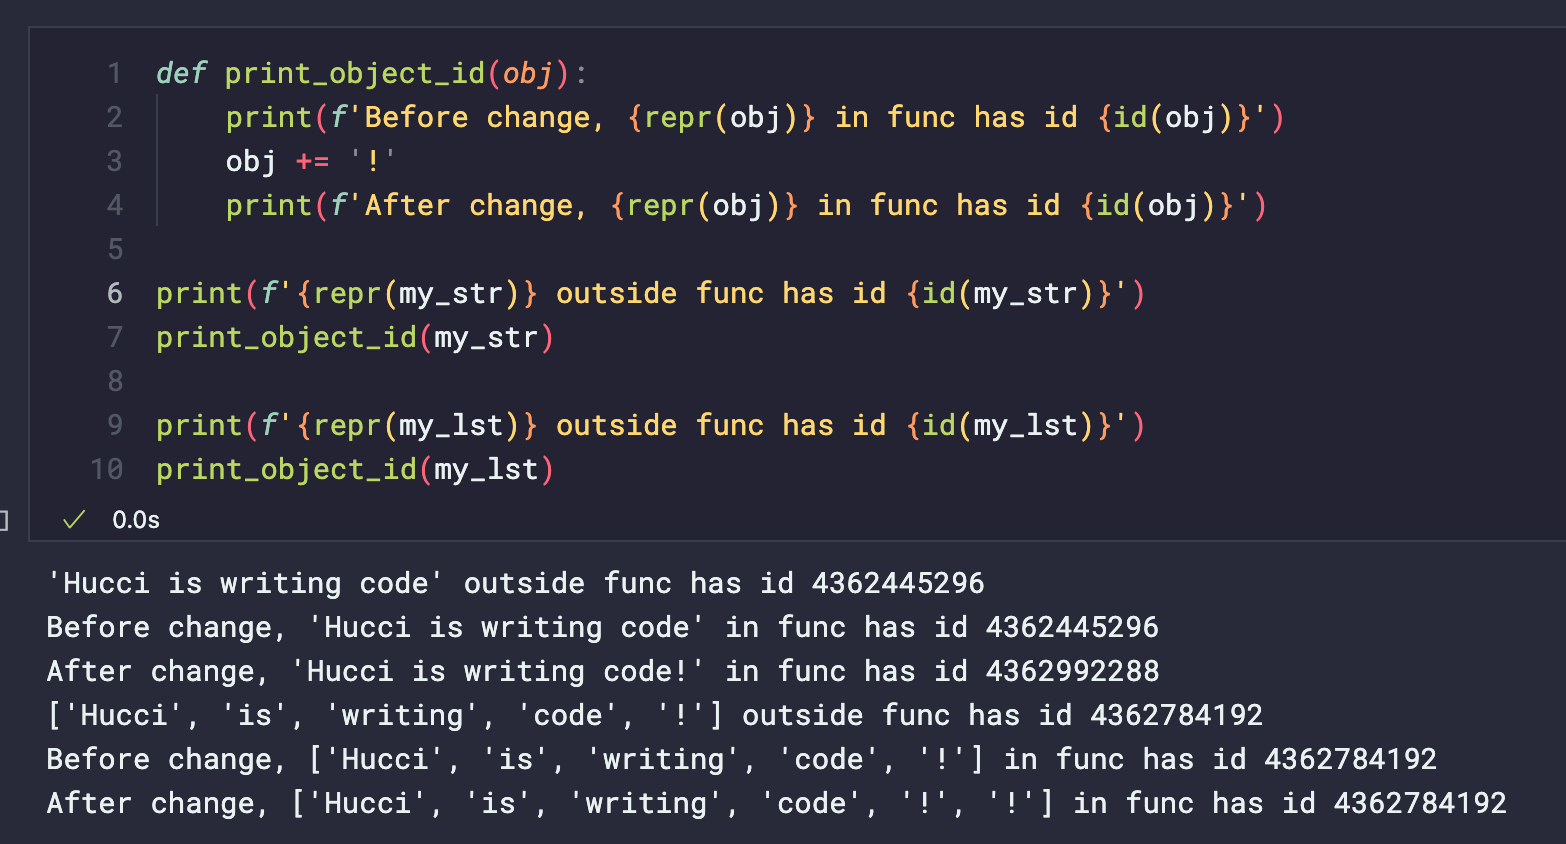 1 def print_object_id(obj):
2 print(f'Before change, {repr(obj)} in func has id {id(obj)}')
3 obj += '!'
4 print(f'After change, {repr(obj)} in func has id {id(obj)}')
5
6 print(f'{repr(my_str)} outside func has id {id(my_str)}')
7 print_object_id(my_str)
8
9 print(f'{repr(my_lst)} outside func has id {id(my_lst)}')
10 print_object_id(my_lst)
] ✓ 0.0s
'Hucci is writing code' outside func has id 4362445296
Before change, 'Hucci is writing code' in func has id 4362445296
After change, 'Hucci is writing code!' in func has id 4362992288
['Hucci', 'is', 'writing', 'code', '!'] outside func has id 4362784192
Before change, ['Hucci', 'is', 'writing', 'code', '!'] in func has id 4362784192
After change, ['Hucci', 'is', 'writing', 'code', '!', '!'] in func has id 4362784192